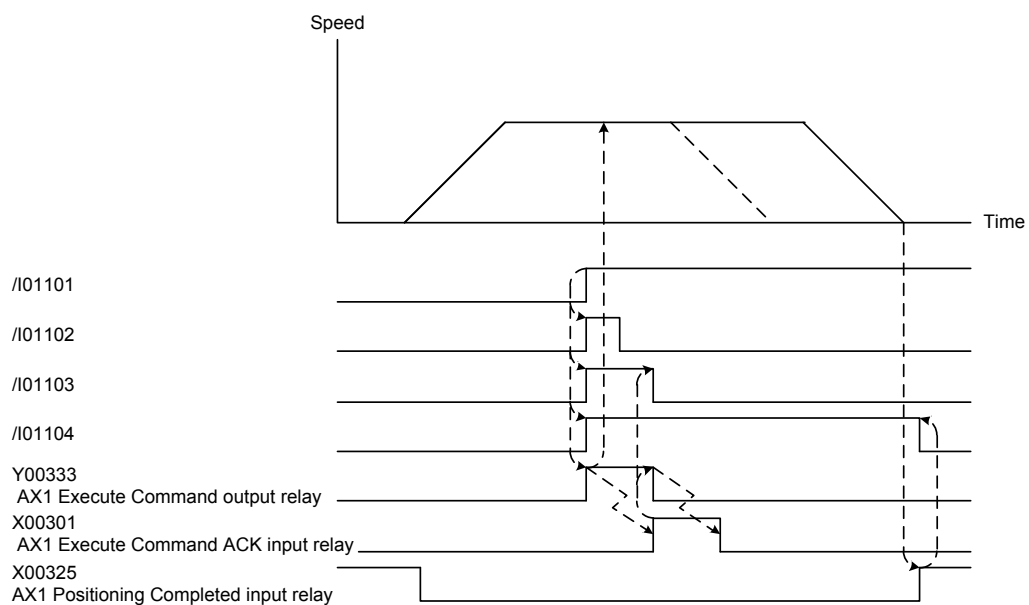 Speed
Time
/I01101
/I01102
/I01103
/I01104
Y00333
AX1 Execute Command output relay
X00301
AX1 Execute Command ACK input relay
X00325
AX1 Positioning Completed input relay